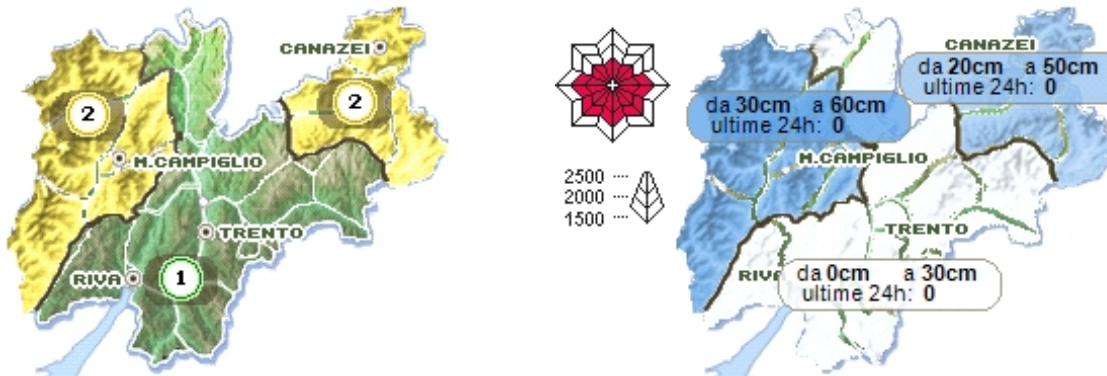 CANAZEI
2
2
M.CAMPIGLIO
TRENTO
RIVA
1
2500
2000
1500
CANAZEI
da 20cm a 50cm
ultime 24h: 0
da 30cm a 60cm
ultime 24h: 0
M.CAMPIGLIO
TRENTO
RIVA
da 0cm a 30cm
ultime 24h: 0